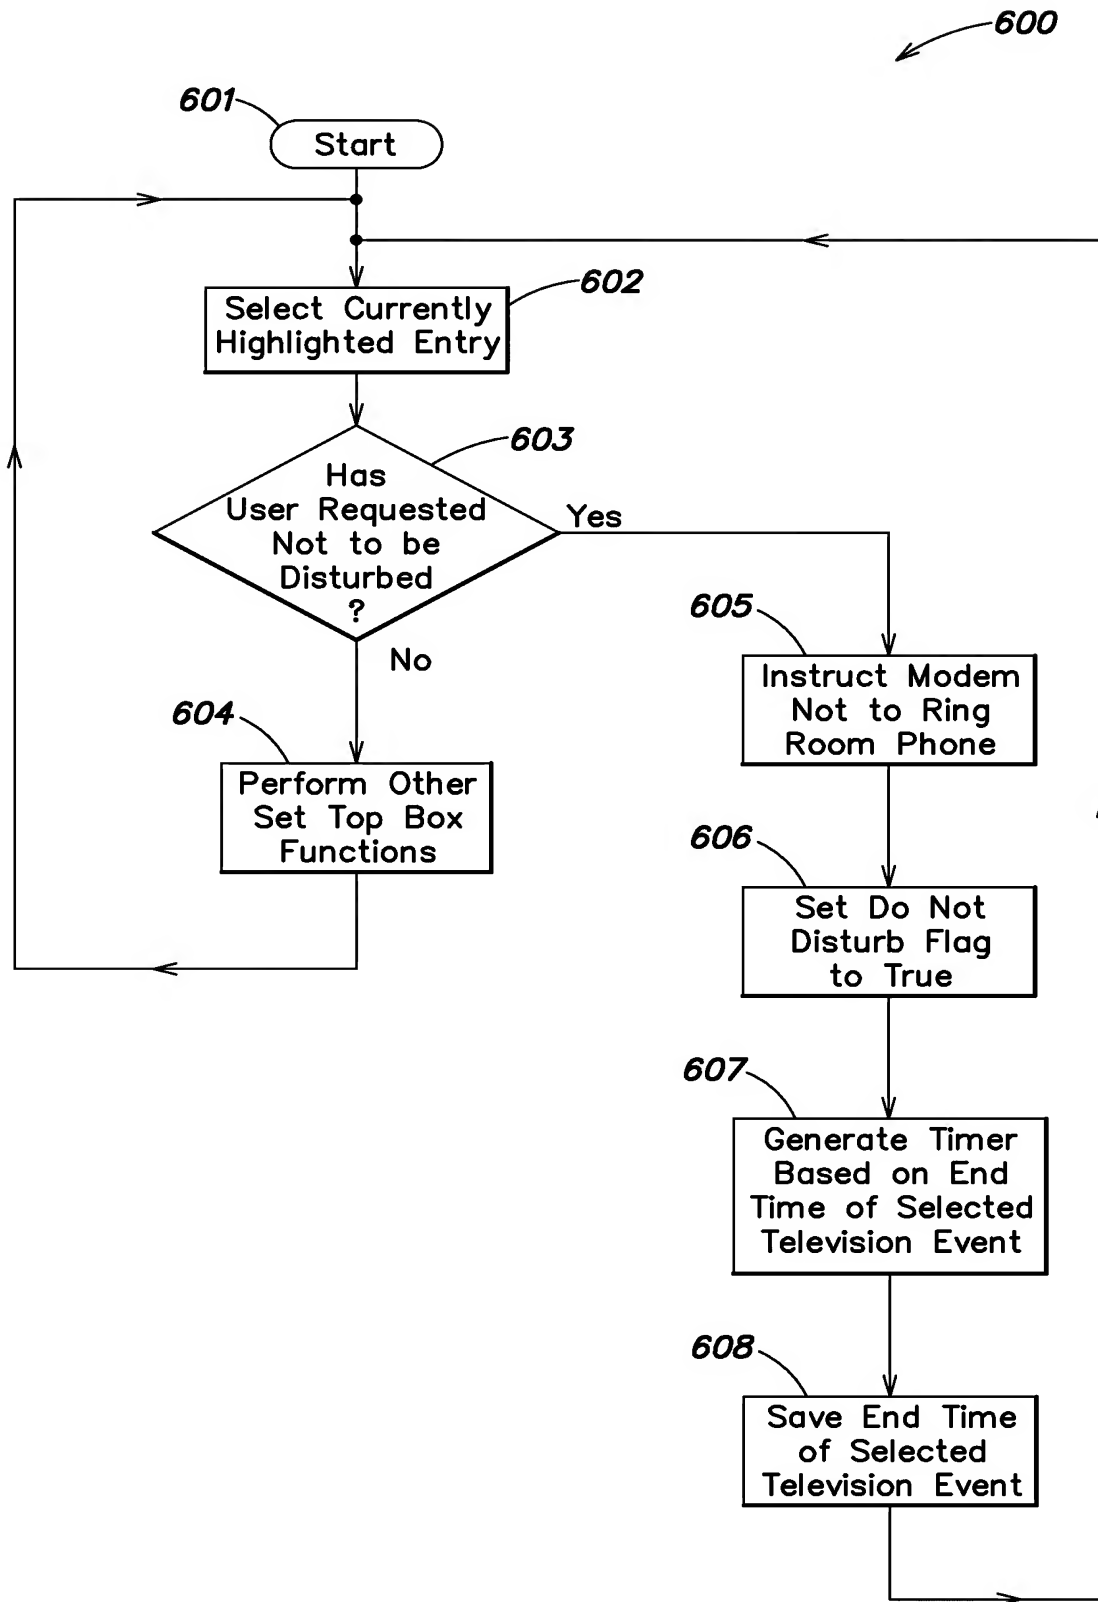 600
601
Start
602
Select Currently
Highlighted Entry
603
Has
User Requested
Not to be
Disturbed
?
Yes
No
604
Perform Other
Set Top Box
Functions
605
Instruct Modem
Not to Ring
Room Phone
606
Set Do Not
Disturb Flag
to True
607
Generate Timer
Based on End
Time of Selected
Television Event
608
Save End Time
of Selected
Television Event